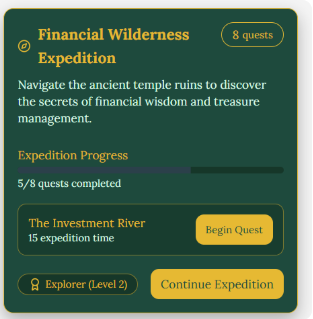 Financial Wilderness
Expedition
8 quests
Navigate the ancient temple ruins to discover
the secrets of financial wisdom and treasure
management.
Expedition Progress
5/8 quests completed
The Investment River
15 expedition time
Begin Quest
Explorer (Level 2)
Continue Expedition